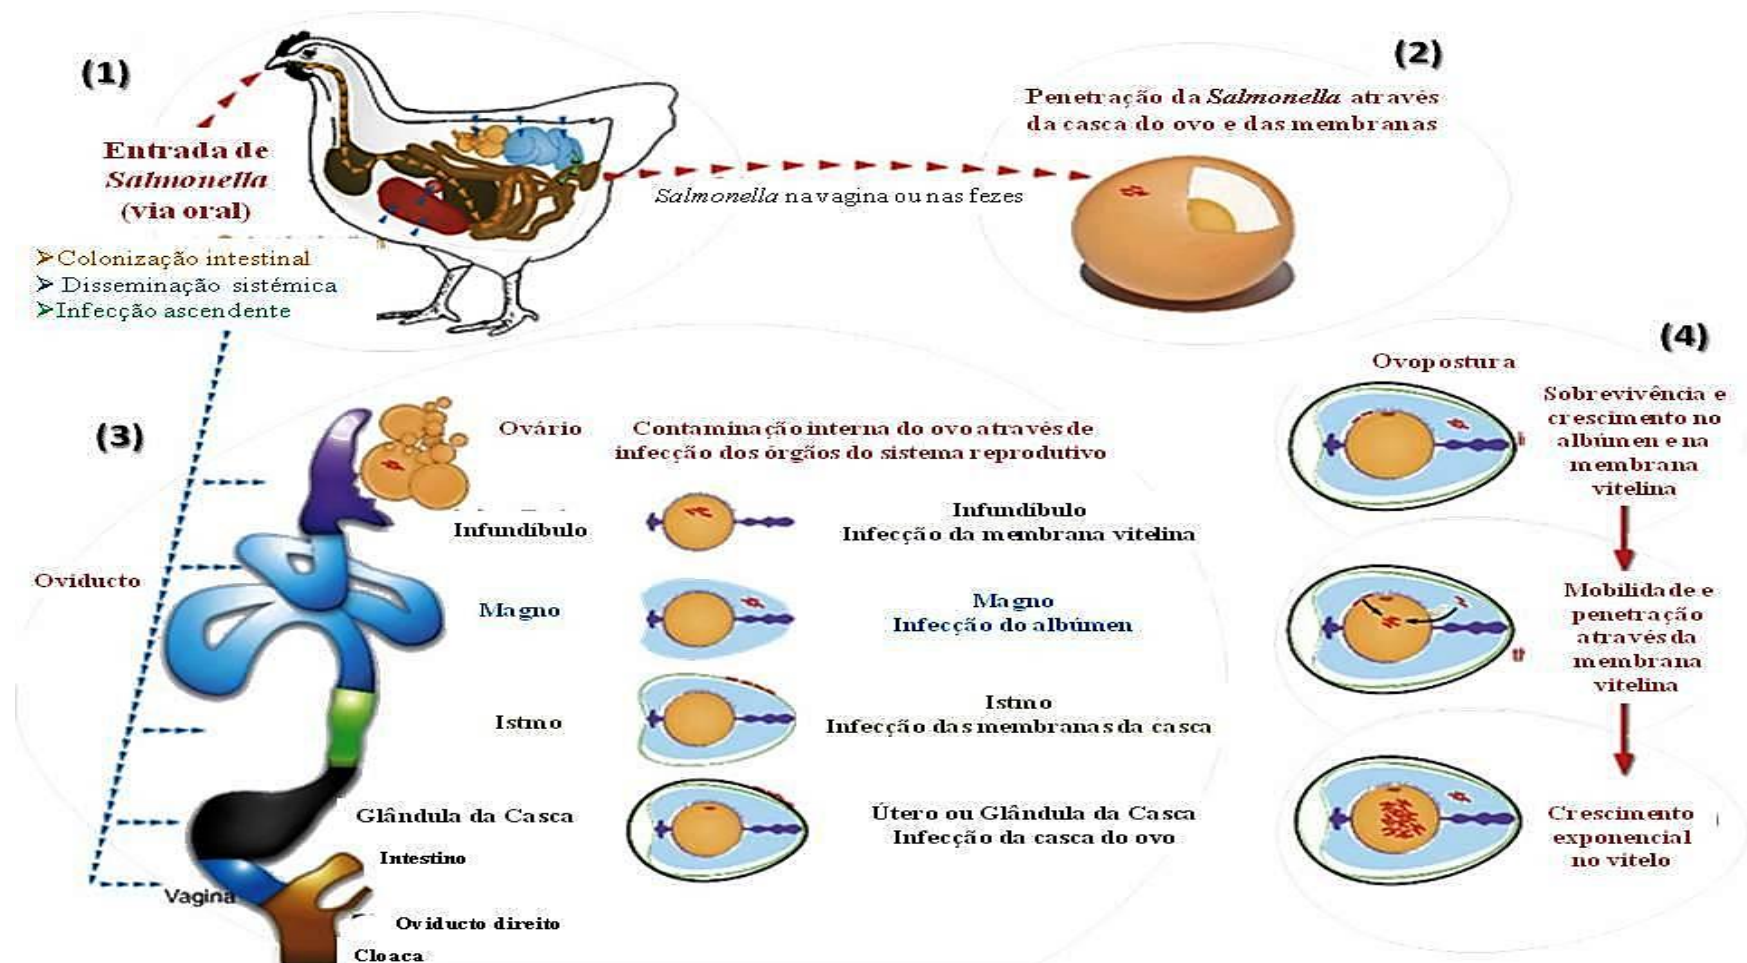 (1)
Entrada de
Salmonella
(via oral)
➢Colonização intestinal
➢ Disseminação sistémica
➢Infecção ascendente
Salmonella na vagina ou nas fezes
(2)
Penetração da Salmonella através
da casca do ovo e das membranas
(3)
Ovário
Infundíbulo
Oviducto
Magno
Istmo
Glândula da Casca
Intestino
Vagina
Oviducto direito
Cloaca
Contaminação interna do ovo através de
infecção dos órgãos do sistema reprodutivo
Infundíbulo
Infecção da membrana vitelina
Magno
Infecção do albúmen
Istmo
Infecção das membranas da casca
Útero ou Glândula da Casca
Infecção da casca do ovo
(4)
Ovopostura
Sobrevivência e
crescimento no
albúmen e na
membrana
vitelina
Mobilidade e
penetração
através da
membrana
vitelina
Crescimento
exponencial
no vitelo